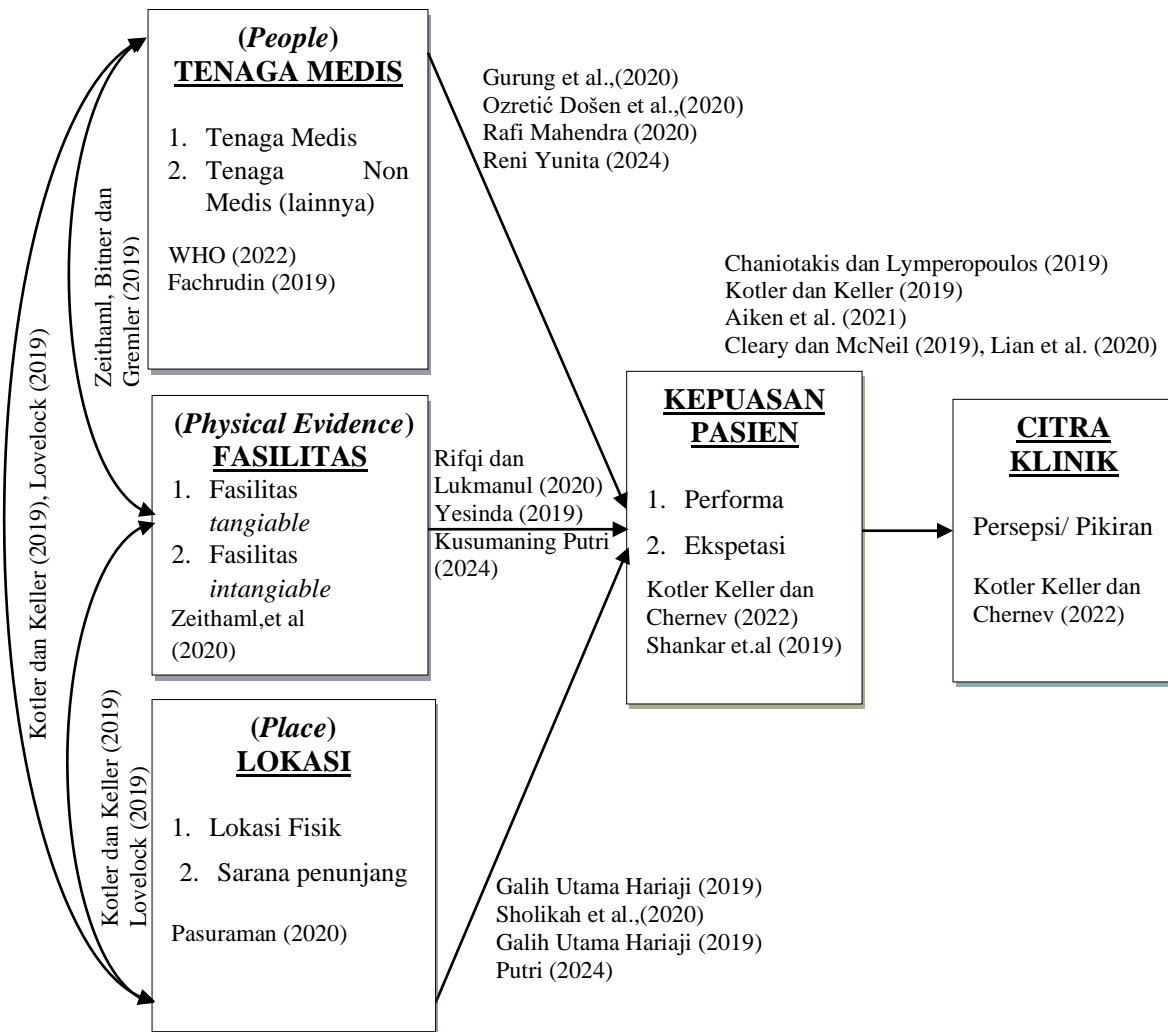 (People)
TENAGA MEDIS
1. Tenaga Medis
2. Tenaga Non
Medis (lainnya)
WHO (2022)
Fachrudin (2019)
Gurung et al.,(2020)
Ozretić Došen et al.,(2020)
Rafi Mahendra (2020)
Reni Yunita (2024)
Kotler dan Keller (2019), Lovelock (2019)
Zeithaml, Bitner dan
Gremler (2019)
(Physical Evidence)
FASILITAS
1. Fasilitas
tangiable
2. Fasilitas
intangiable
Zeithaml,et al
(2020)
Rifqi dan
Lukmanul (2020)
Yesinda (2019)
Kusumaning Putri
(2024)
Kotler dan Keller (2019)
Lovelock (2019)
(Place)
LOKASI
1. Lokasi Fisik
2. Sarana penunjang
Pasuraman (2020)
Galih Utama Hariaji (2019)
Sholikah et al.,(2020)
Galih Utama Hariaji (2019)
Putri (2024)
Chaniotakis dan Lymperopoulos (2019)
Kotler dan Keller (2019)
Aiken et al. (2021)
Cleary dan McNeil (2019), Lian et al. (2020)
KEPUASAN
PASIEN
1. Performa
2. Ekspetasi
Kotler Keller dan
Chernev (2022)
Shankar et.al (2019)
CITRA
KLINIK
Persepsi/ Pikiran
Kotler Keller dan
Chernev (2022)